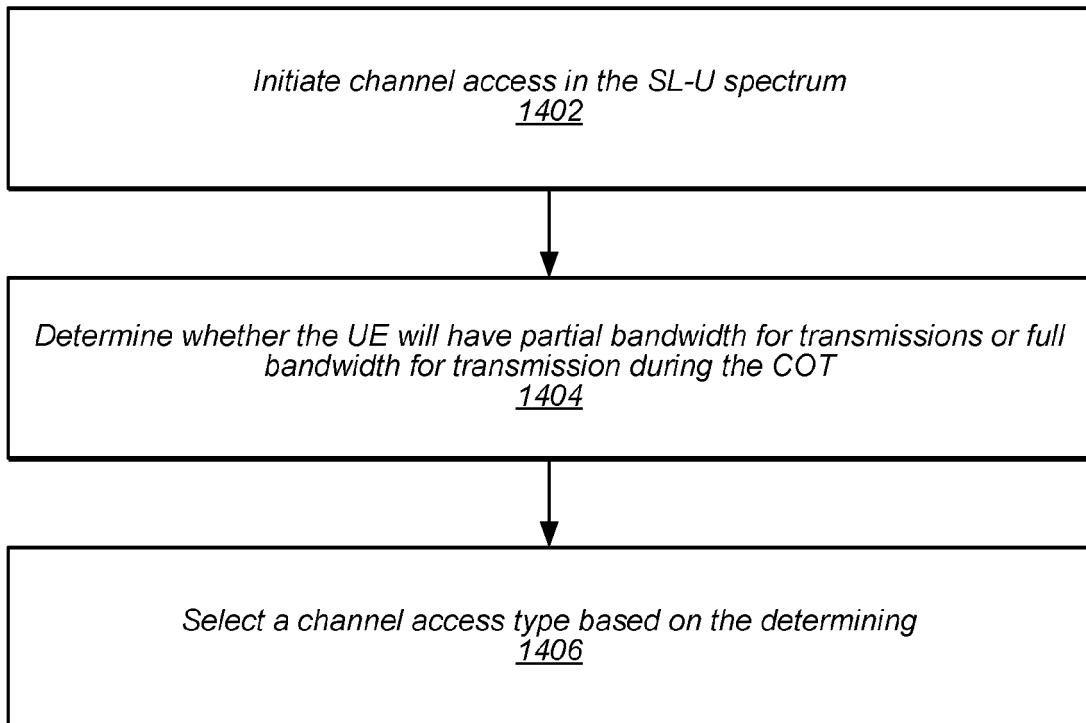 Initiate channel access in the SL-U spectrum
1402
Determine whether the UE will have partial bandwidth for transmissions or full
bandwidth for transmission during the COT
1404
Select a channel access type based on the determining
1406